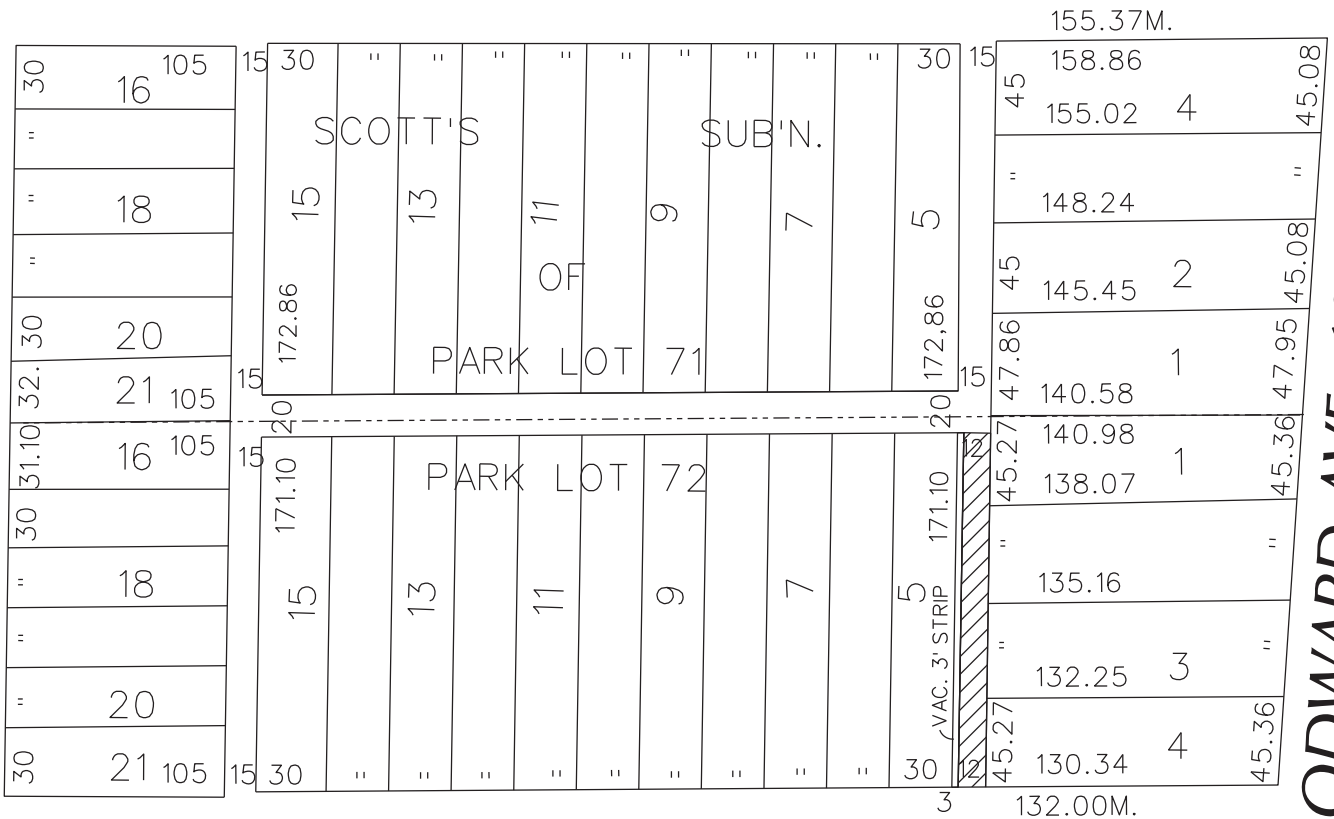 155.37M.
30 105 15 30 " " " " " " " " " 30 15 158.86 45.08
16 45 155.02 4
" SCOTT'S SUB'N.
" 18 15 13 11 9 7 5 " 148.24 "
" OF 45 145.45 2 45.08
30 20 172.86 172,86
PARK LOT 71 47.86 1 47.95
32. 21 105 15 15 140.58
20 20
31.10 16 105 15 12 45.27 140.98 1 45.36
171.10 PARK LOT 72 171.10 138.07
30 " "
" 18 15 13 11 9 7 5 135.16
" VAC. 3' STRIP " "
" 20 132.25 3
30 21 105 15 30 " " " " " " " " " 30 12 45.27 130.34 4 45.36
3 132.00M.
ODWARD AVE